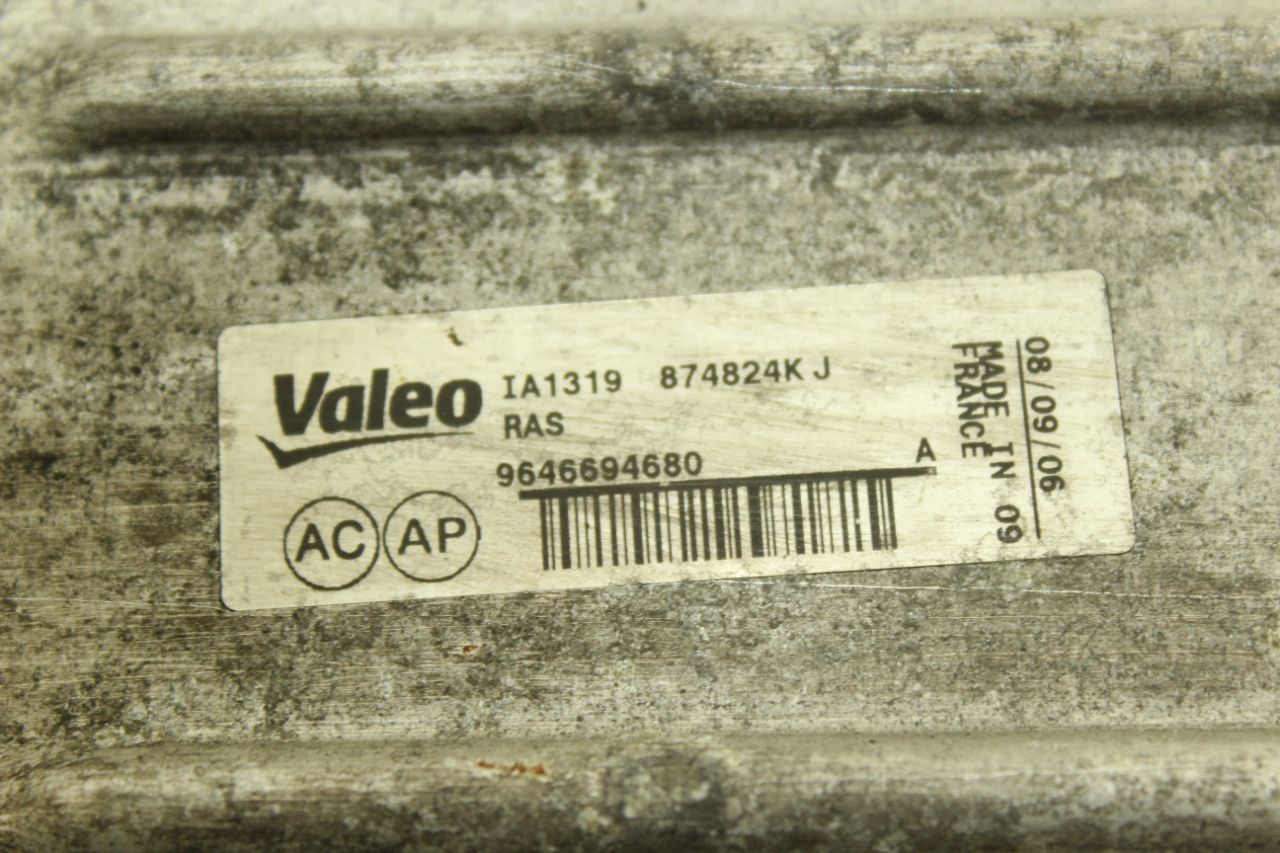 Valeo
IA1319 874824K J
RAS
9646694680 A
AC AP
MADE IN 09
FRANCE
08/09/06